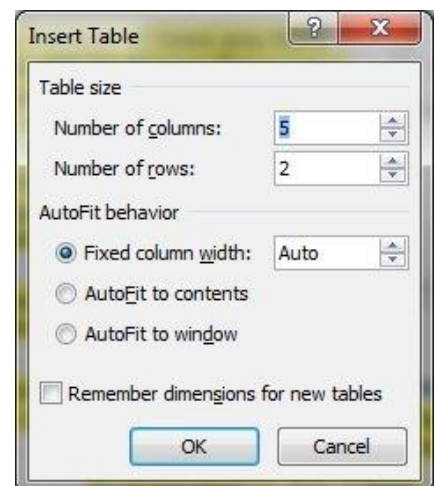 Insert Table
Table size
Number of columns: 5
Number of rows: 2
AutoFit behavior
Fixed column width: Auto
AutoFit to contents
AutoFit to window
Remember dimensions for new tables
OK Cancel